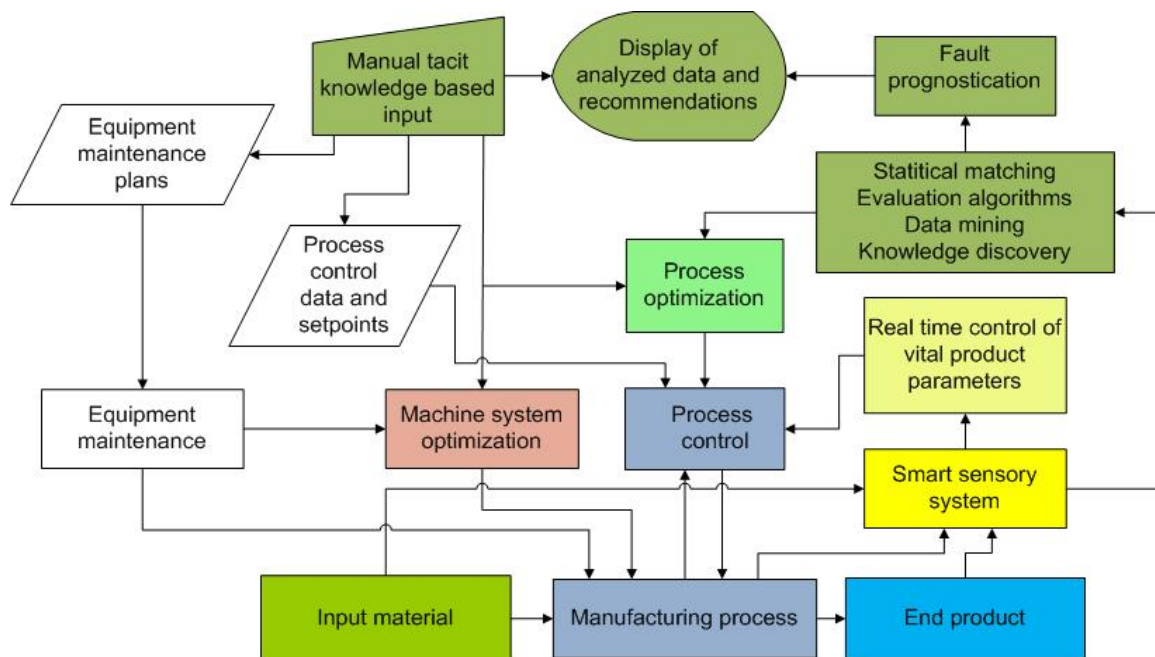 Manual tacit
knowledge based
input
Display of
analyzed data and
recommendations
Fault
prognostication
Equipment
maintenance
plans
Statitical matching
Evaluation algorithms
Data mining
Knowledge discovery
Process
control
data and
setpoints
Process
optimization
Real time control of
vital product
parameters
Equipment
maintenance
Machine system
optimization
Process
control
Smart sensory
system
Input material
Manufacturing process
End product